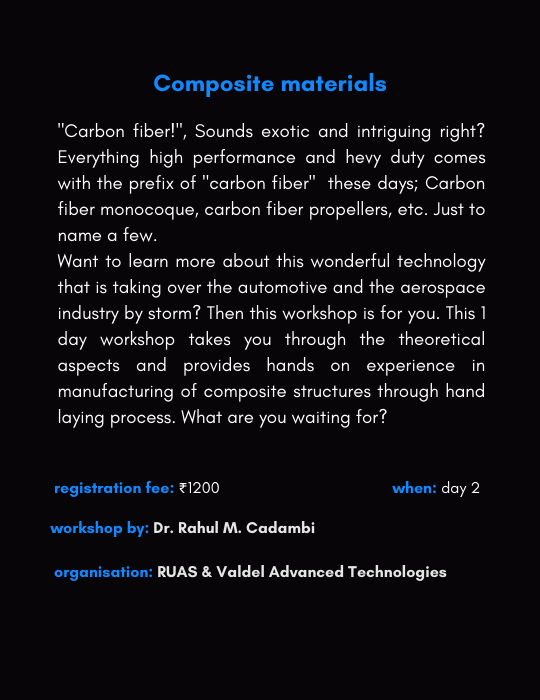 Composite materials
"Carbon fiber!", Sounds exotic and intriguing right?
Everything high performance and hevy duty comes
with the prefix of "carbon fiber"  these days; Carbon
fiber monocoque, carbon fiber propellers, etc. Just to
name a few.
Want to learn more about this wonderful technology
that is taking over the automotive and the aerospace
industry by storm? Then this workshop is for you. This 1
day workshop takes you through the theoretical
aspects and provides hands on experience in
manufacturing of composite structures through hand
laying process. What are you waiting for?
registration fee: ₹1200 when: day 2
workshop by: Dr. Rahul M. Cadambi
organisation: RUAS & Valdel Advanced Technologies